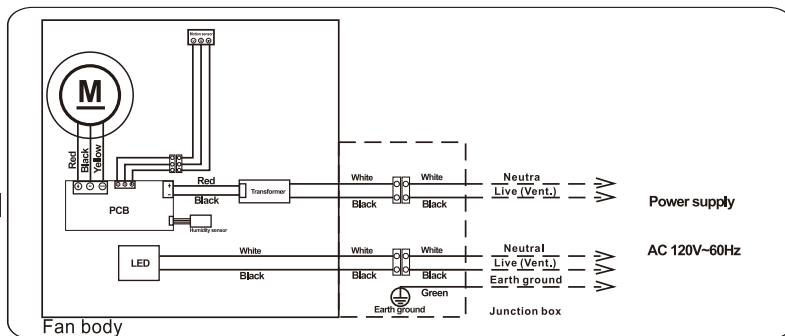 Motion sensor
M
Red
Black
Yellow
+ − −
+
-
PCB
Red
Black
Transformer
Humidity sensor
White White Neutra
Black Black Live (Vent.)
Power supply
AC 120V~60Hz
LED
White White White Neutral
Black Black Black Live (Vent.)
Green Earth ground
Earth ground
Junction box
Fan body